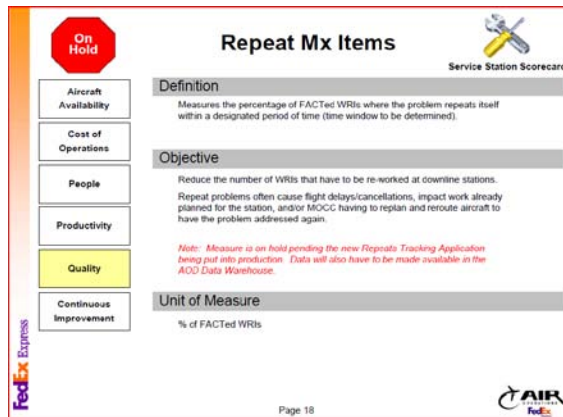 On
Hold
Repeat Mx Items
Service Station Scorecard
Aircraft
Availability
Cost of
Operations
People
Productivity
Quality
Continuous
Improvement
Definition
Measures the percentage of FACTed WRIs where the problem repeats itself
within a designated period of time (time window to be determined).
Objective
Reduce the number of WRIs that have to be re-worked at downline stations.
Repeat problems often cause flight delays/cancellations, impact work already
planned for the station, and/or MOCC having to replan and reroute aircraft to
have the problem addressed again.
Note: Measure is on hold pending the new Repeats Tracking Application
being put into production. Data will also have to be made available in the
AOD Data Warehouse.
Unit of Measure
% of FACTed WRIs
FedEx Express
Page 18
AIR
OPERATIONS
FedEx